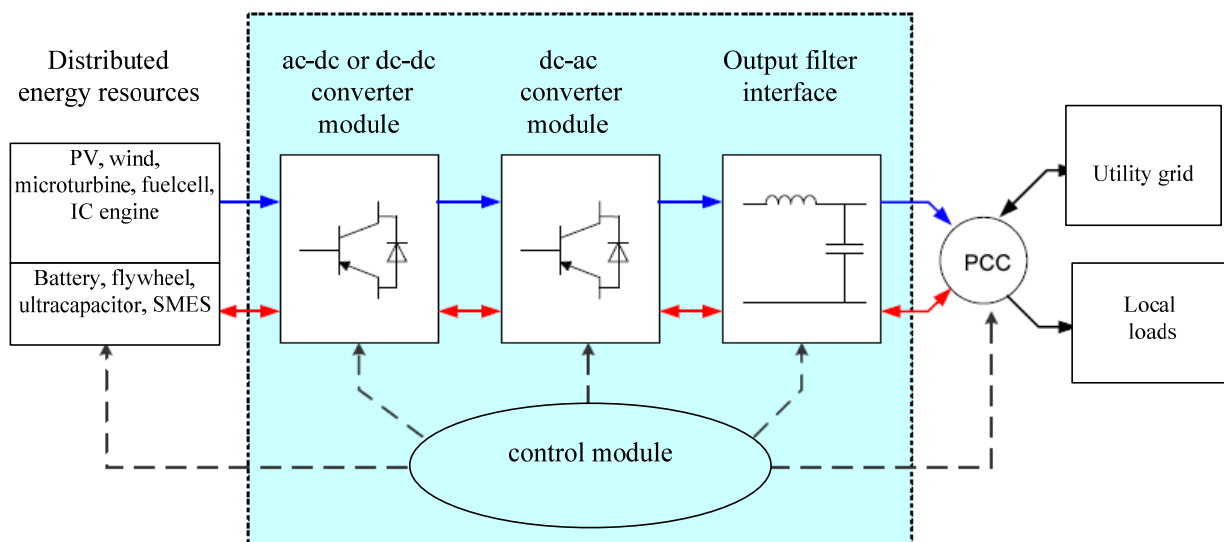 Distributed
energy resources
ac-dc or dc-dc
converter
module
dc-ac
converter
module
Output filter
interface
PV, wind,
microturbine, fuelcell,
IC engine
Battery, flywheel,
ultracapacitor, SMES
PCC
Utility grid
Local
loads
control module